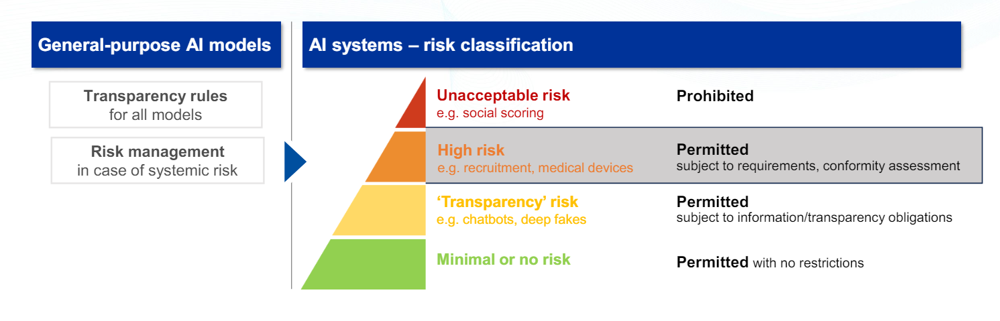 General-purpose AI models
Transparency rules
for all models
Risk management
in case of systemic risk
AI systems – risk classification
Unacceptable risk
e.g. social scoring
Prohibited
High risk
e.g. recruitment, medical devices
Permitted
subject to requirements, conformity assessment
‘Transparency’ risk
e.g. chatbots, deep fakes
Permitted
subject to information/transparency obligations
Minimal or no risk
Permitted with no restrictions